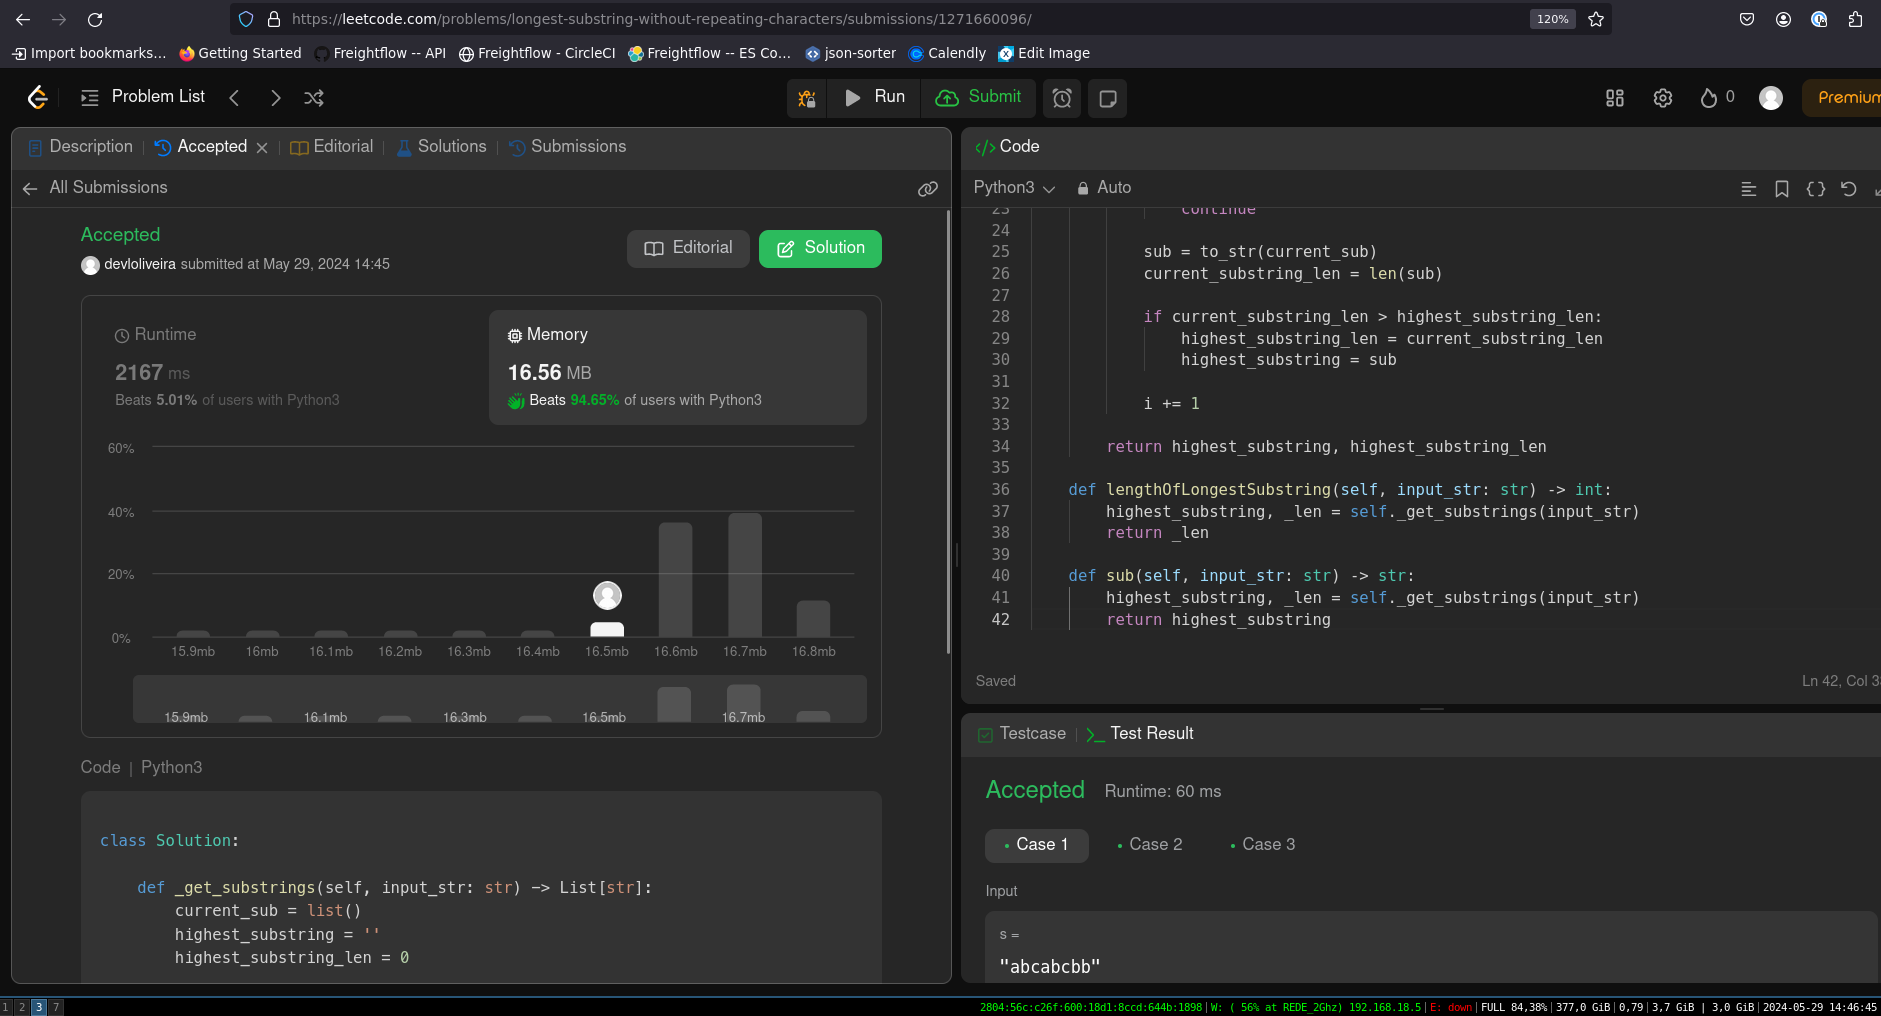 https://leetcode.com/problems/longest-substring-without-repeating-characters/submissions/1271660096/
120%
Import bookmarks... Getting Started Freightflow -- API Freightflow - CircleCI Freightflow -- ES Co... json-sorter Calendly Edit Image
Problem List
Run Submit
0
Premium
Description Accepted Editorial Solutions Submissions
All Submissions
Accepted
devloliveira submitted at May 29, 2024 14:45
Editorial Solution
Runtime
2167 ms
Beats 5.01% of users with Python3
Memory
16.56 MB
Beats 94.65% of users with Python3
60%
40%
20%
0%
15.9mb 16mb 16.1mb 16.2mb 16.3mb 16.4mb 16.5mb 16.6mb 16.7mb 16.8mb
15.9mb 16.1mb 16.3mb 16.5mb 16.7mb
Code | Python3
class Solution:
def _get_substrings(self, input_str: str) -> List[str]:
current_sub = list()
highest_substring = ''
highest_substring_len = 0
</> Code
Python3 Auto
23 continue
24
25 sub = to_str(current_sub)
26 current_substring_len = len(sub)
27
28 if current_substring_len > highest_substring_len:
29 highest_substring_len = current_substring_len
30 highest_substring = sub
31
32 i += 1
33
34 return highest_substring, highest_substring_len
35
36 def lengthOfLongestSubstring(self, input_str: str) -> int:
37 highest_substring, _len = self._get_substrings(input_str)
38 return _len
39
40 def sub(self, input_str: str) -> str:
41 highest_substring, _len = self._get_substrings(input_str)
42 return highest_substring
Saved
Ln 42, Col 3
Testcase Test Result
Accepted Runtime: 60 ms
Case 1 Case 2 Case 3
Input
s =
"abcabcbb"
1 2 3 7
2804:56c:c26f:600:18d1:8ccd:644b:1898|W: ( 56% at REDE_2Ghz) 192.168.18.5|E: down|FULL 84,38%|377,0 GiB|0,79|3,7 GiB | 3,0 GiB|2024-05-29 14:46:45